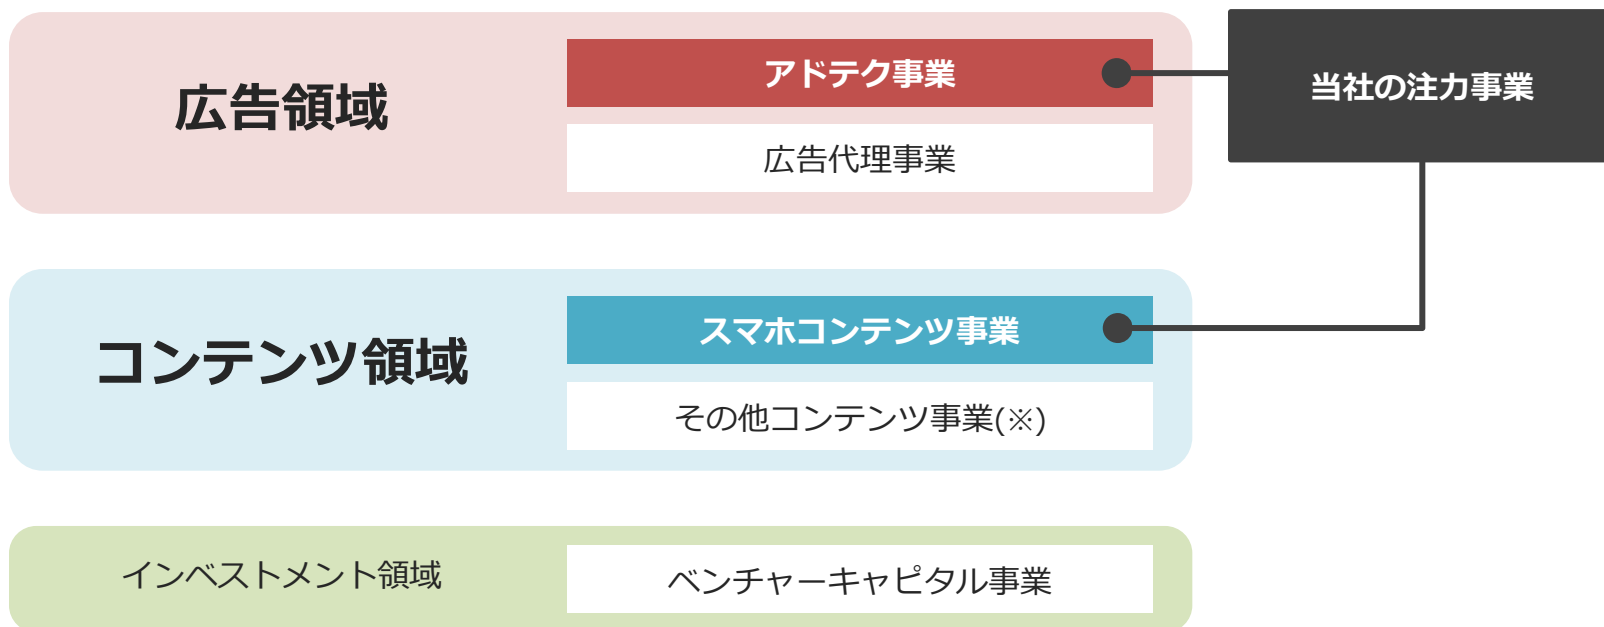 広告領域
アドテク事業
広告代理事業
当社の注力事業
コンテンツ領域
スマホコンテンツ事業
その他コンテンツ事業(※)
インベストメント領域
ベンチャーキャピタル事業